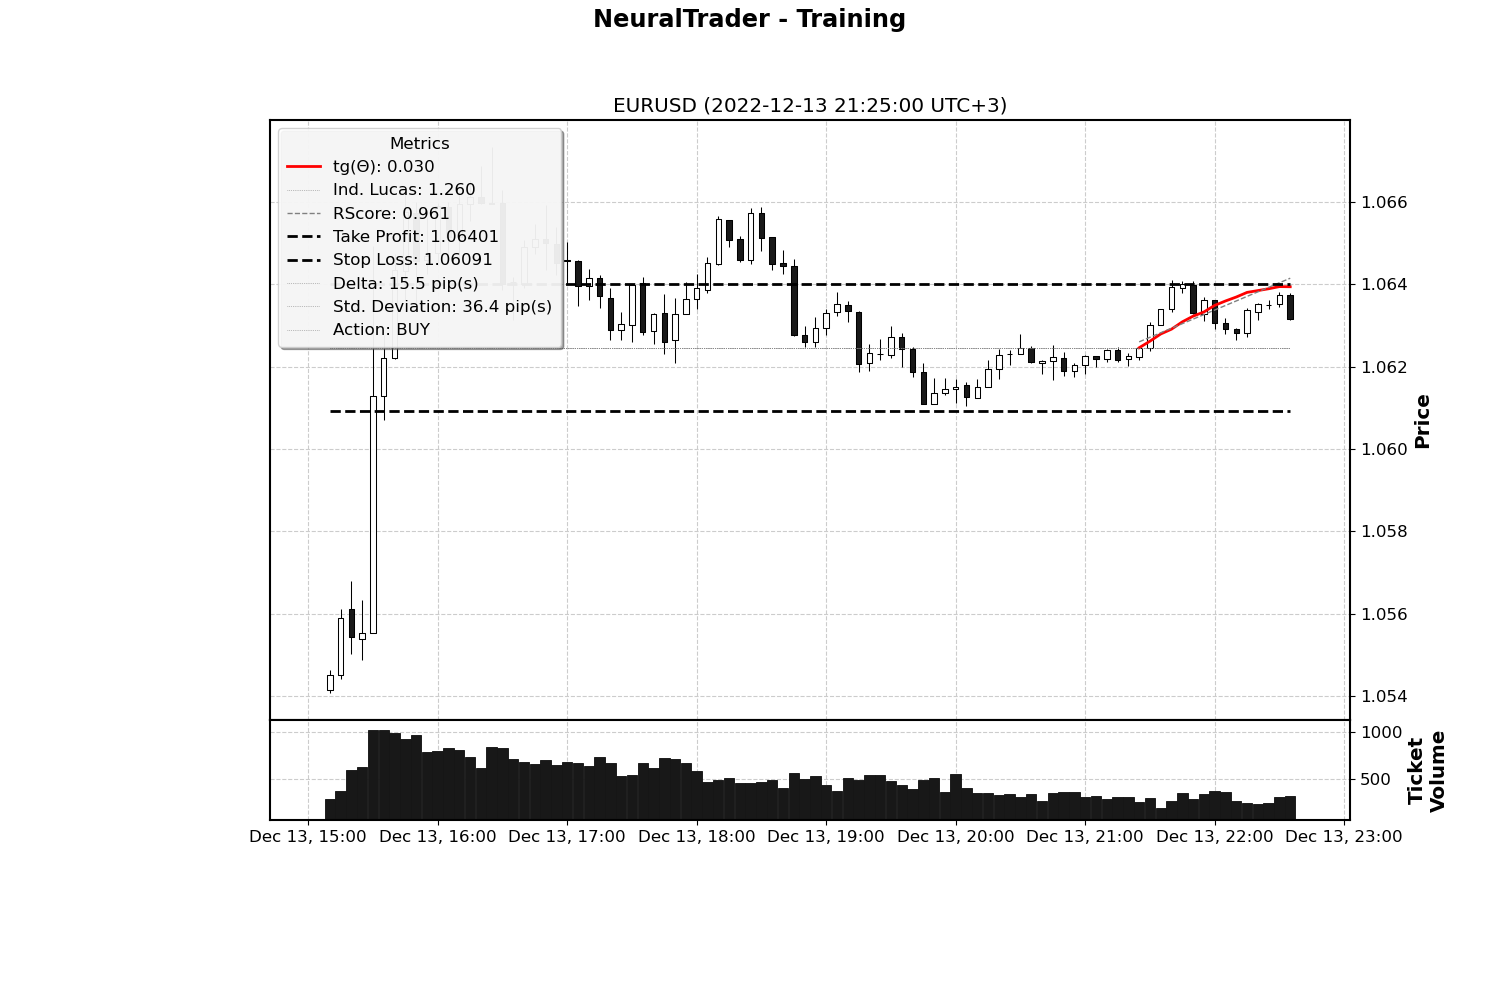 NeuralTrader - Training
EURUSD (2022-12-13 21:25:00 UTC+3)
Metrics
tg(Θ): 0.030
Ind. Lucas: 1.260
RScore: 0.961
Take Profit: 1.06401
Stop Loss: 1.06091
Delta: 15.5 pip(s)
Std. Deviation: 36.4 pip(s)
Action: BUY
1.066
1.064
1.062
1.060
1.058
1.056
1.054
Price
1000
500
Ticket
Volume
Dec 13, 15:00
Dec 13, 16:00
Dec 13, 17:00
Dec 13, 18:00
Dec 13, 19:00
Dec 13, 20:00
Dec 13, 21:00
Dec 13, 22:00
Dec 13, 23:00